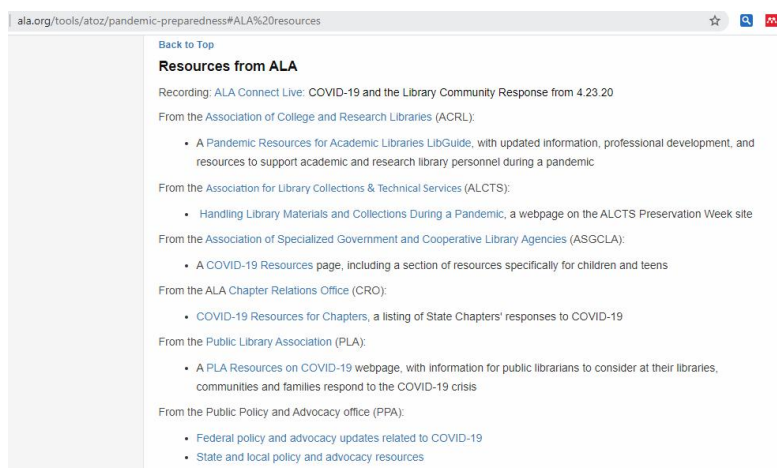 ala.org/tools/atoz/pandemic-preparedness#ALA%20resources
Back to Top
Resources from ALA
Recording: ALA Connect Live: COVID-19 and the Library Community Response from 4.23.20
From the Association of College and Research Libraries (ACRL):
• A Pandemic Resources for Academic Libraries LibGuide, with updated information, professional development, and
resources to support academic and research library personnel during a pandemic
From the Association for Library Collections & Technical Services (ALCTS):
• Handling Library Materials and Collections During a Pandemic, a webpage on the ALCTS Preservation Week site
From the Association of Specialized Government and Cooperative Library Agencies (ASGCLA):
• A COVID-19 Resources page, including a section of resources specifically for children and teens
From the ALA Chapter Relations Office (CRO):
• COVID-19 Resources for Chapters, a listing of State Chapters' responses to COVID-19
From the Public Library Association (PLA):
• A PLA Resources on COVID-19 webpage, with information for public librarians to consider at their libraries,
communities and families respond to the COVID-19 crisis
From the Public Policy and Advocacy office (PPA):
• Federal policy and advocacy updates related to COVID-19
• State and local policy and advocacy resources